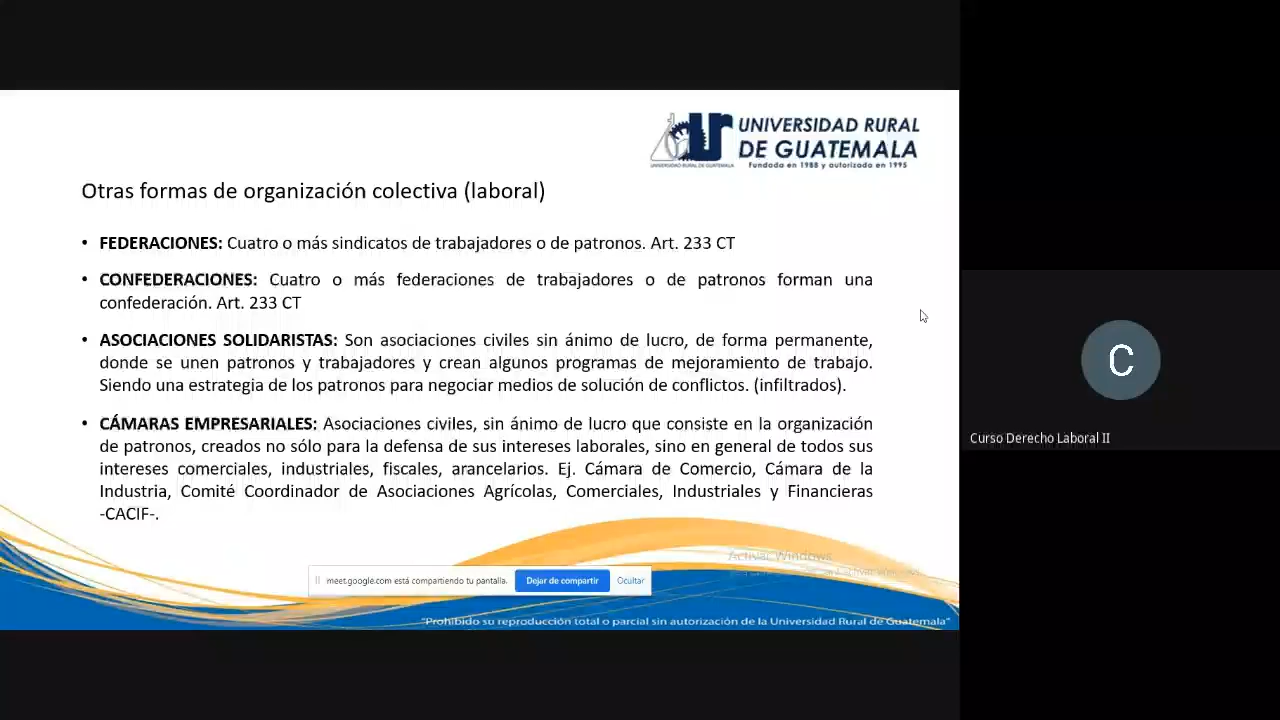 UNIVERSIDAD RURAL
DE GUATEMALA
Fundada en 1988 y autorizada en 1995
UNIVERSIDAD RURAL DE GUATEMALA
Otras formas de organización colectiva (laboral)
• FEDERACIONES: Cuatro o más sindicatos de trabajadores o de patronos. Art. 233 CT
• CONFEDERACIONES: Cuatro o más federaciones de trabajadores o de patronos forman una
confederación. Art. 233 CT
• ASOCIACIONES SOLIDARISTAS: Son asociaciones civiles sin ánimo de lucro, de forma permanente,
donde se unen patronos y trabajadores y crean algunos programas de mejoramiento de trabajo.
Siendo una estrategia de los patronos para negociar medios de solución de conflictos. (infiltrados).
• CÁMARAS EMPRESARIALES: Asociaciones civiles, sin ánimo de lucro que consiste en la organización
de patronos, creados no sólo para la defensa de sus intereses laborales, sino en general de todos sus
intereses comerciales, industriales, fiscales, arancelarios. Ej. Cámara de Comercio, Cámara de la
Industria, Comité Coordinador de Asociaciones Agrícolas, Comerciales, Industriales y Financieras
-CACIF-.
Activar Windows
meet.google.com está compartiendo tu pantalla.
Dejar de compartir
Ocultar
"Prohibido su reproducción total o parcial sin autorización de la Universidad Rural de Guatemala"
C
Curso Derecho Laboral II